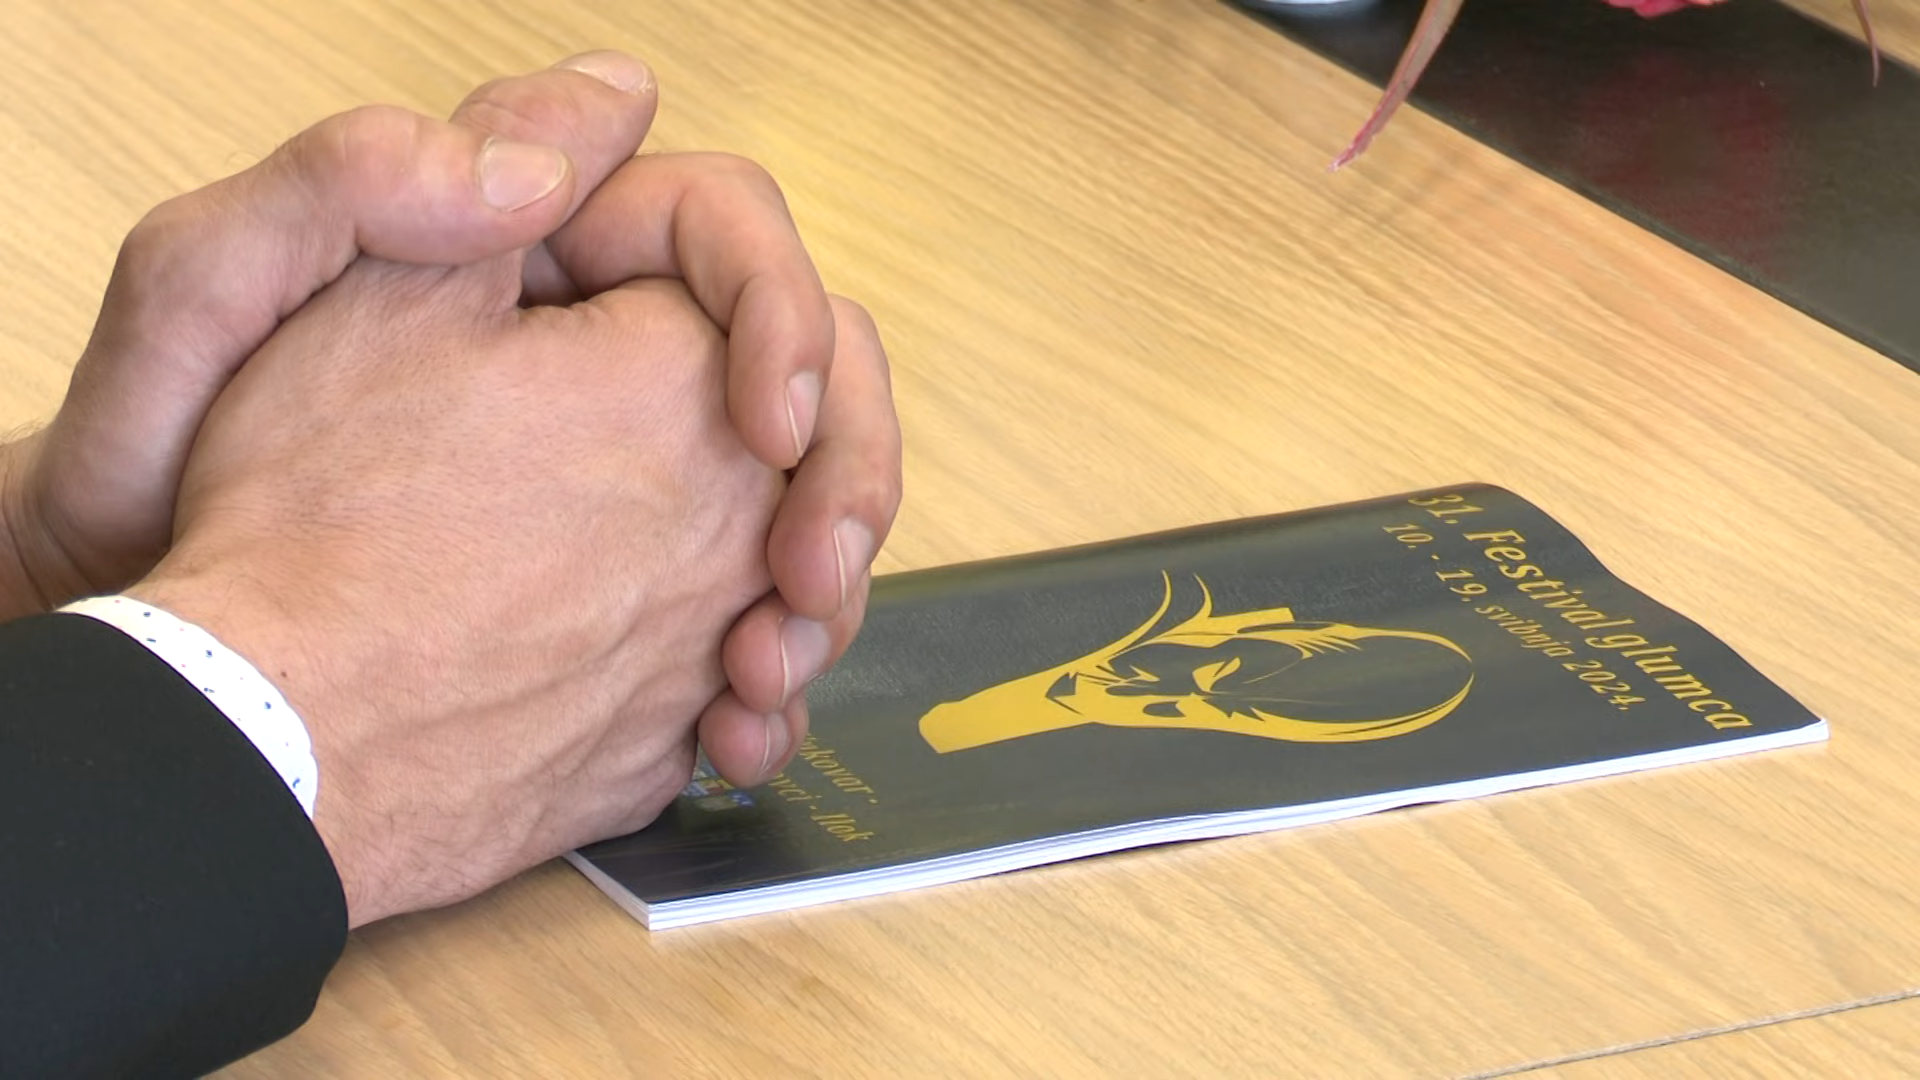 31. Festival glumca
10. - 19. svibnja 2024.
- Ilok